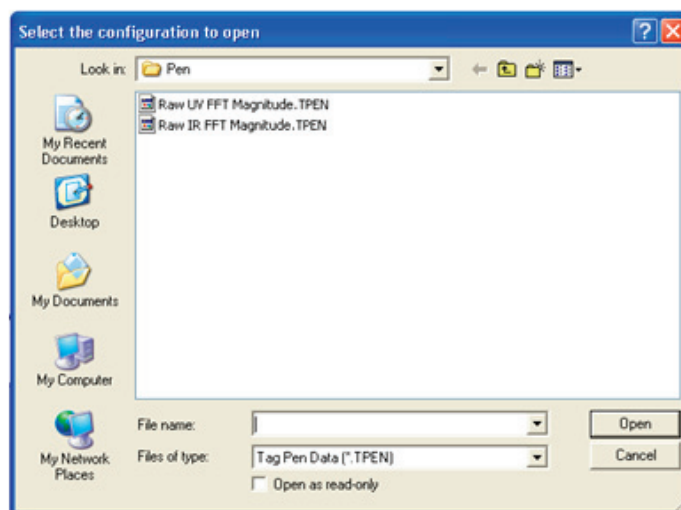 Select the configuration to open
Look in: Pen
Raw UV FFT Magnitude.TPEN
Raw IR FFT Magnitude.TPEN
My Recent
Documents
Desktop
My Documents
My Computer
My Network
Places
File name:
Open
Files of type: Tag Pen Data (*.TPEN)
Cancel
Open as read-only